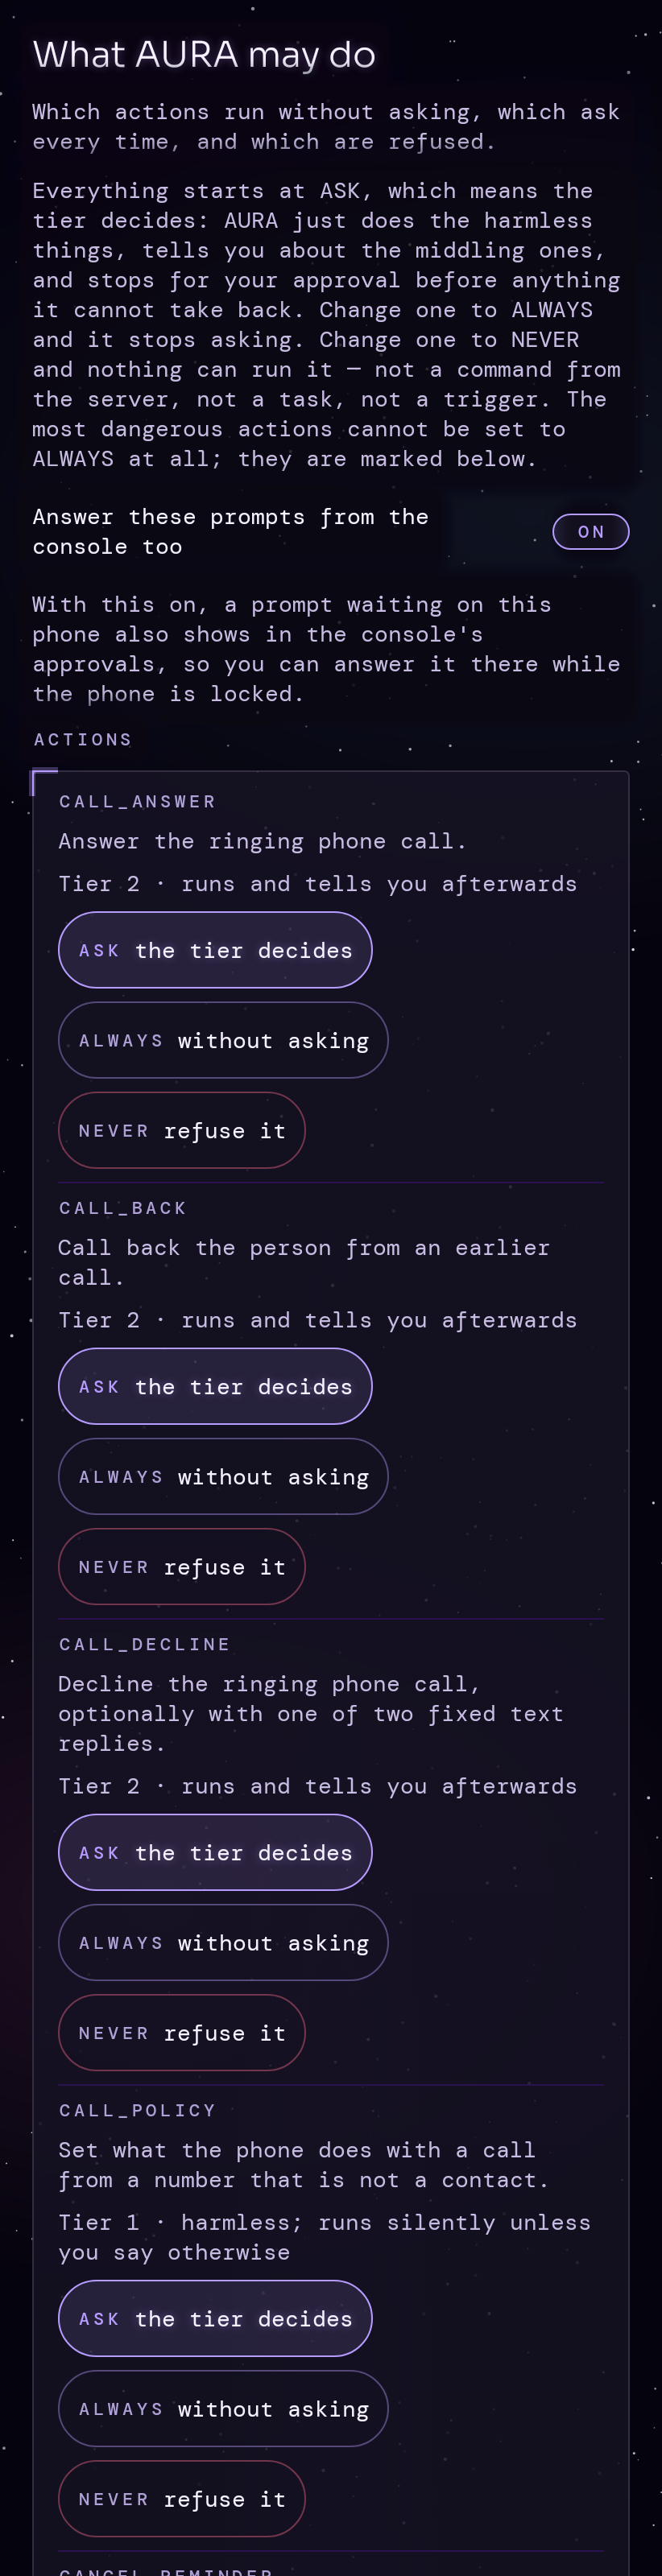 What AURA may do
Which actions run without asking, which ask
every time, and which are refused.
Everything starts at ASK, which means the
tier decides: AURA just does the harmless
things, tells you about the middling ones,
and stops for your approval before anything
it cannot take back. Change one to ALWAYS
and it stops asking. Change one to NEVER
and nothing can run it — not a command from
the server, not a task, not a trigger. The
most dangerous actions cannot be set to
ALWAYS at all; they are marked below.
Answer these prompts from the
console too
ON
With this on, a prompt waiting on this
phone also shows in the console's
approvals, so you can answer it there while
the phone is locked.
ACTIONS
CALL_ANSWER
Answer the ringing phone call.
Tier 2 · runs and tells you afterwards
ASK the tier decides
ALWAYS without asking
NEVER refuse it
CALL_BACK
Call back the person from an earlier
call.
Tier 2 · runs and tells you afterwards
ASK the tier decides
ALWAYS without asking
NEVER refuse it
CALL_DECLINE
Decline the ringing phone call,
optionally with one of two fixed text
replies.
Tier 2 · runs and tells you afterwards
ASK the tier decides
ALWAYS without asking
NEVER refuse it
CALL_POLICY
Set what the phone does with a call
from a number that is not a contact.
Tier 1 · harmless; runs silently unless
you say otherwise
ASK the tier decides
ALWAYS without asking
NEVER refuse it
CANCEL_REMINDER